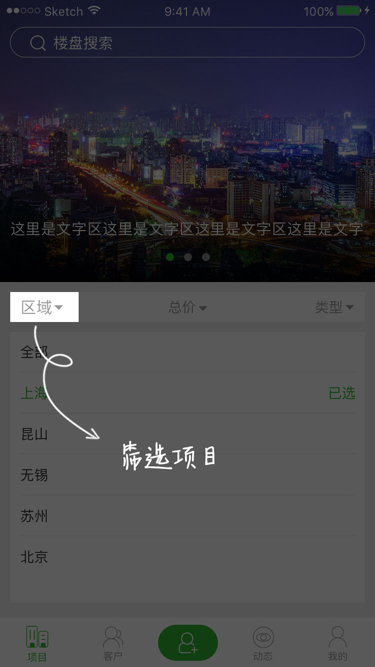 Sketch 9:41 AM 100%
楼盘搜索
这里是文字区这里是文字区这里是文字区这里是文字
区域 总价 类型
全部
上海 已选
昆山
筛选项目
无锡
苏州
北京
项目 客户 动态 我的